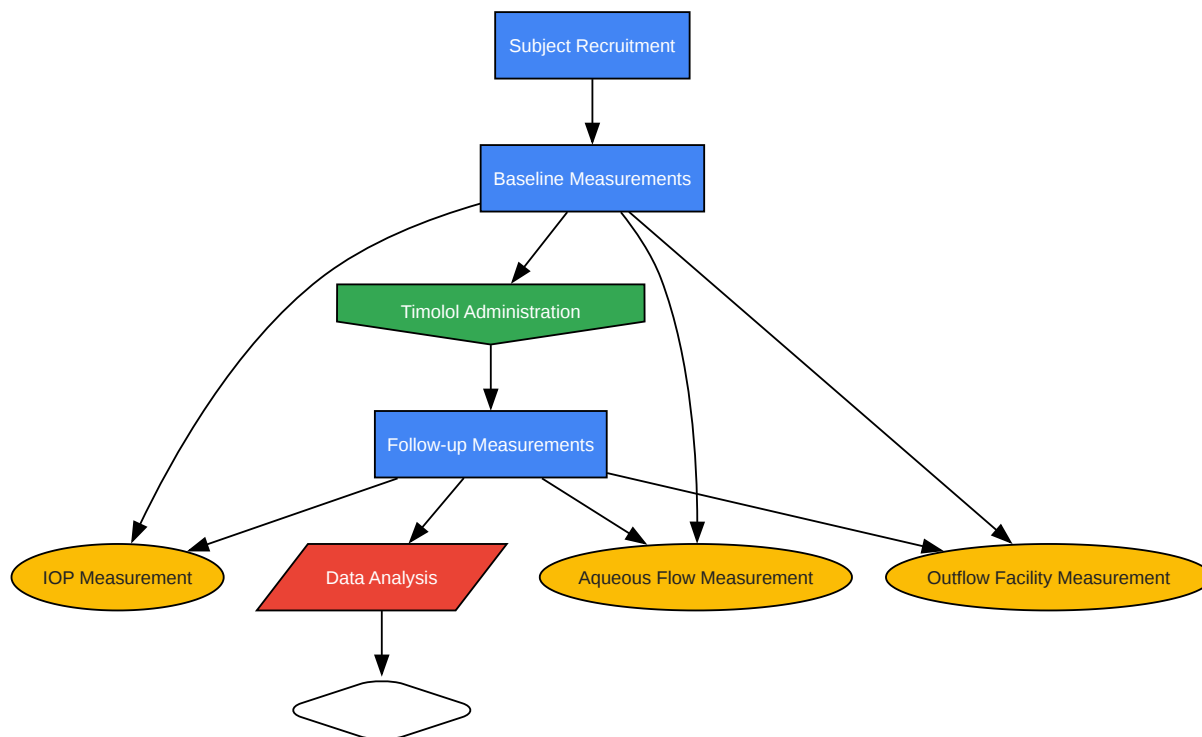 Subject Recruitment
Baseline Measurements
Timolol Administration
Follow-up Measurements
IOP Measurement
Data Analysis
Aqueous Flow Measurement
Outflow Facility Measurement